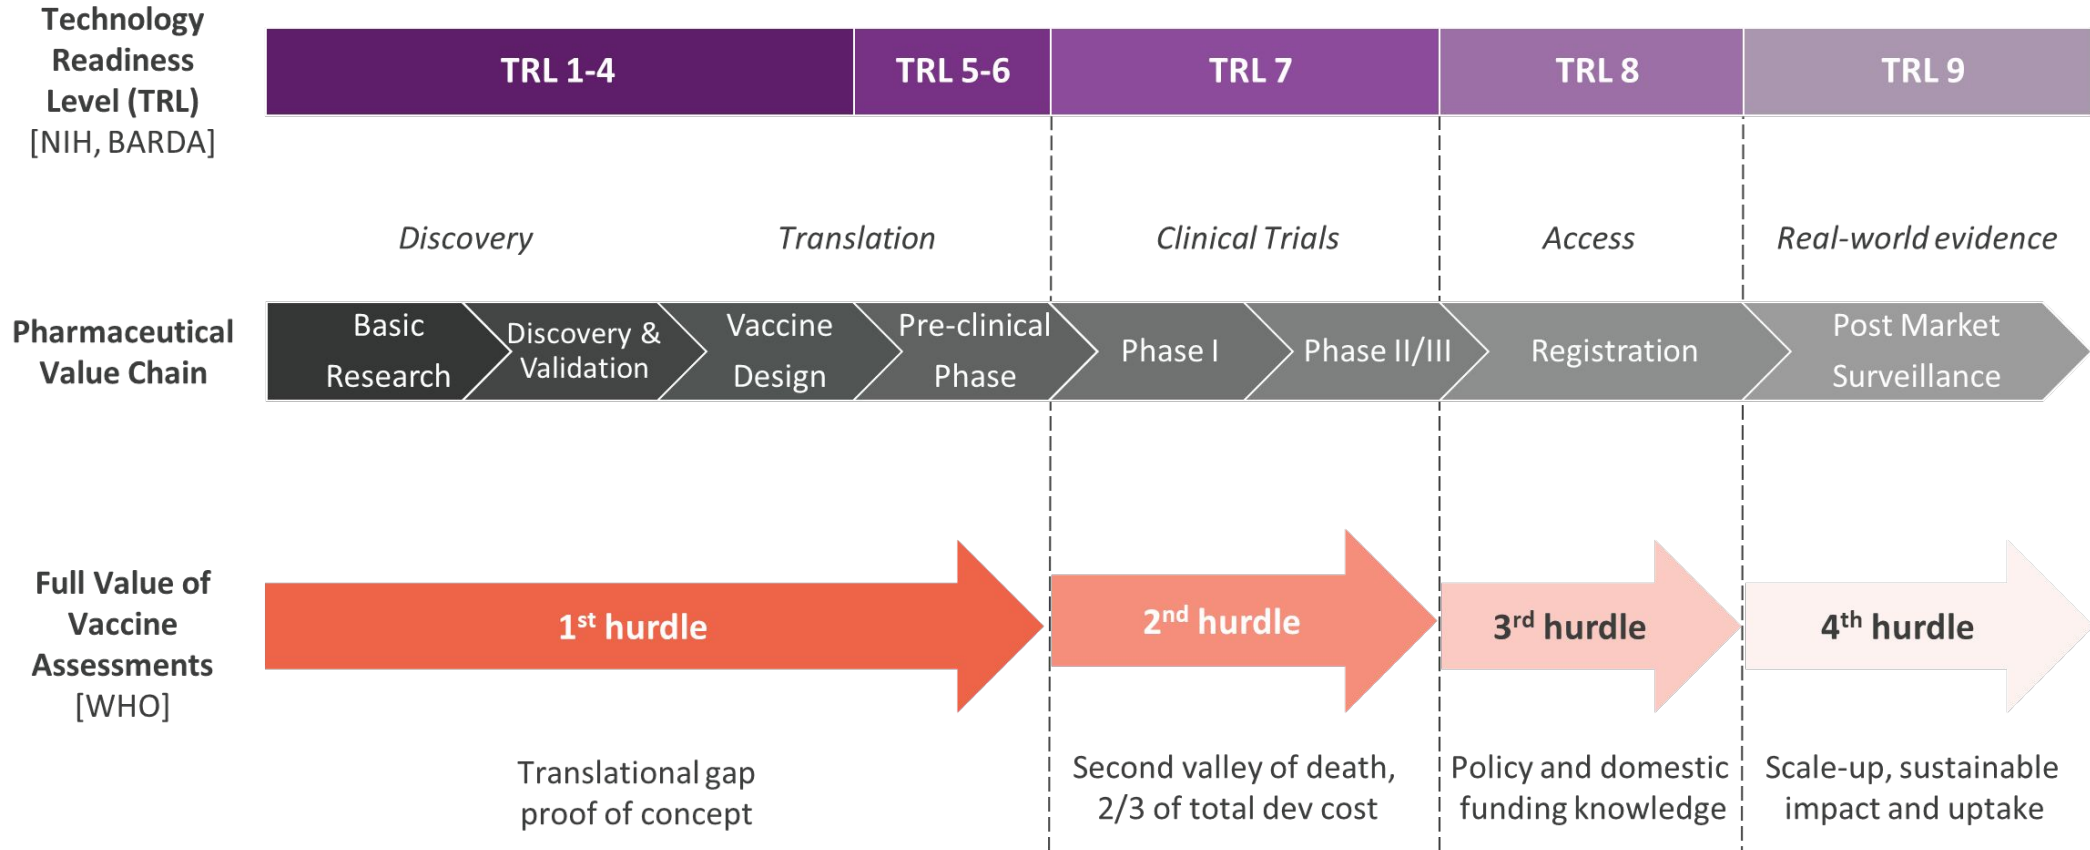 Technology
Readiness
Level (TRL)
[NIH, BARDA]
TRL 1-4
TRL 5-6
TRL 7
TRL 8
TRL 9
Discovery
Translation
Clinical Trials
Access
Real-world evidence
Pharmaceutical
Value Chain
Basic
Research
Discovery &
Validation
Vaccine
Design
Pre-clinical
Phase
Phase I
Phase II/III
Registration
Post Market
Surveillance
Full Value of
Vaccine
Assessments
[WHO]
1st hurdle
2nd hurdle
3rd hurdle
4th hurdle
Translational gap
proof of concept
Second valley of death,
2/3 of total dev cost
Policy and domestic
funding knowledge
Scale-up, sustainable
impact and uptake